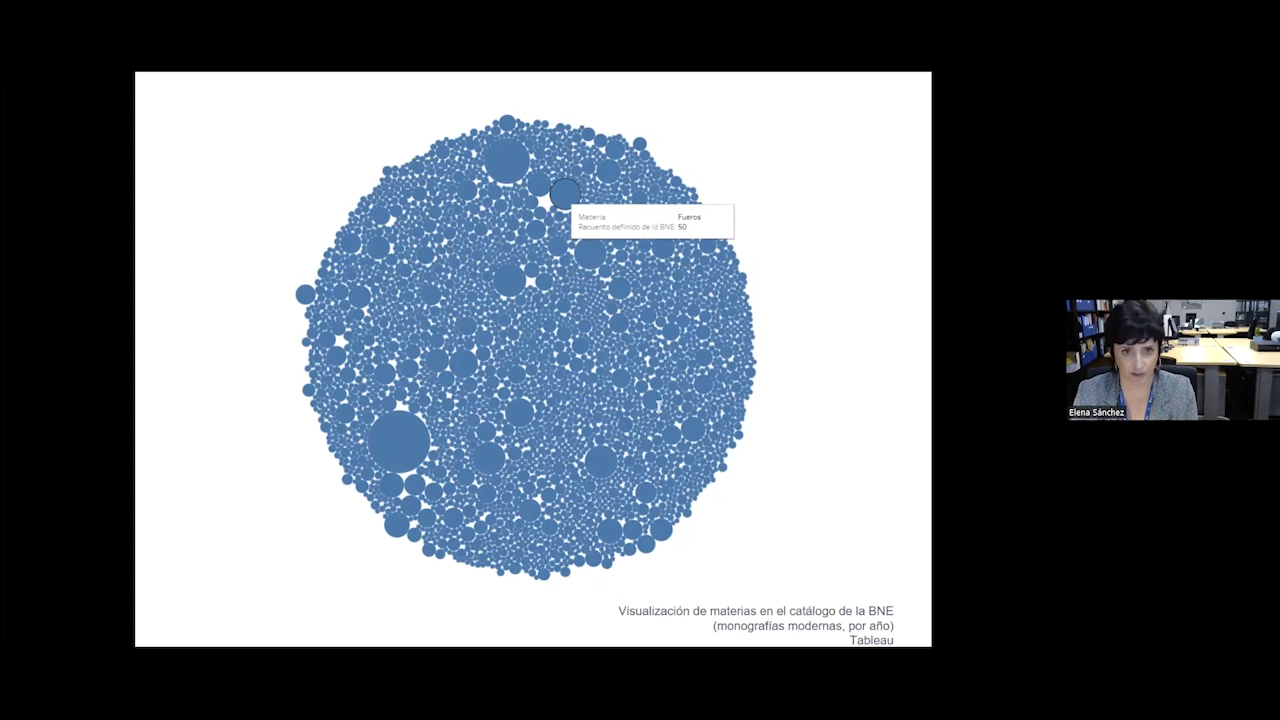 Materia: Fueros
Recuento definido de Id BNE: 50
Visualización de materias en el catálogo de la BNE
(monografías modernas, por año)
Tableau
Elena Sánchez